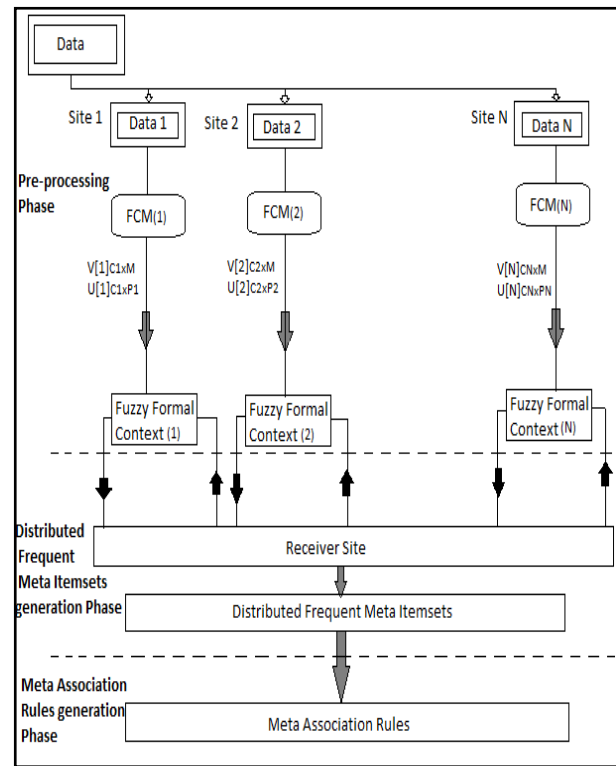 Data
Site 1
Data 1
Site 2
Data 2
Site N
Data N
Pre-processing
Phase
FCM(1)
FCM(2)
FCM(N)
V[1]C1xM
U[1]C1xP1
V[2]C2xM
U[2]C2xP2
V[N]CNxM
U[N]CNxPN
Fuzzy Formal
Context (1)
Fuzzy Formal
Context (2)
Fuzzy Formal
Context (N)
Distributed
Frequent
Meta Itemsets
generation Phase
Receiver Site
Distributed Frequent Meta Itemsets
Meta Association
Rules generation
Phase
Meta Association Rules